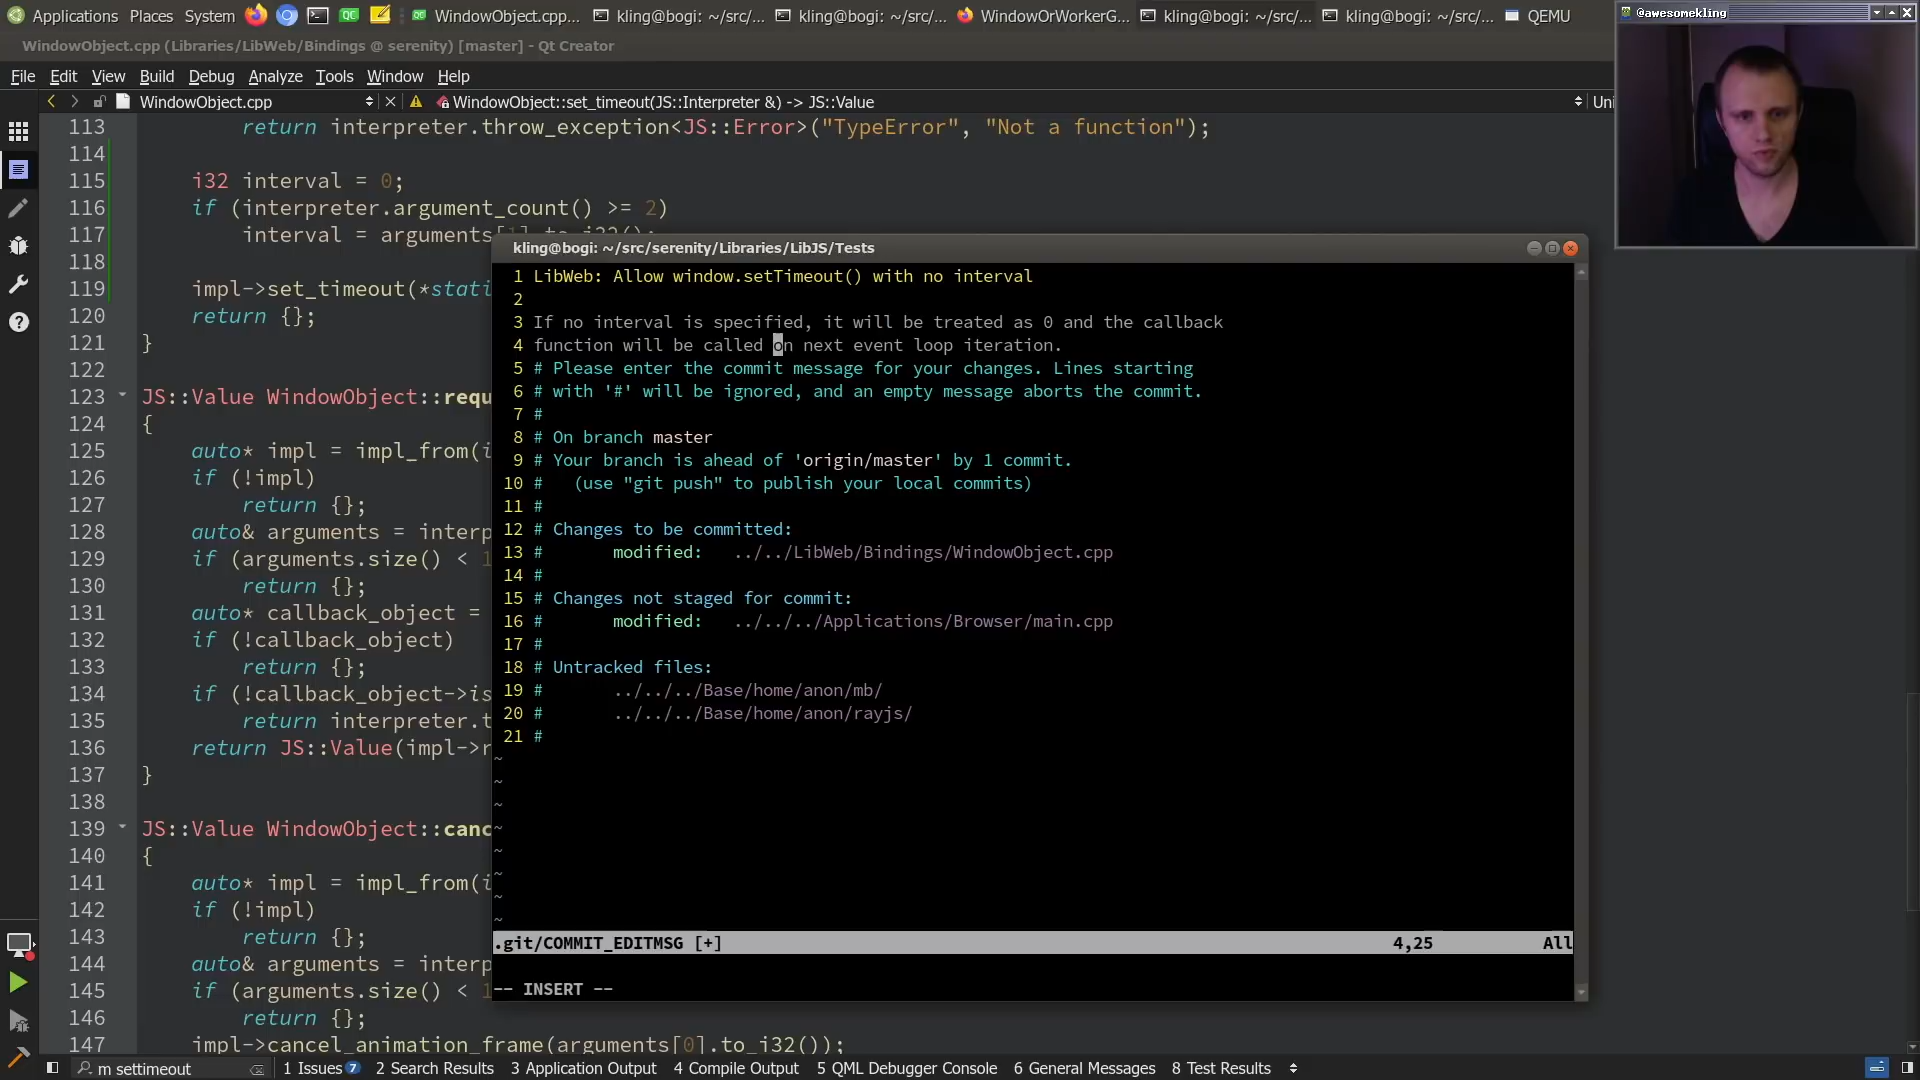 Applications Places System WindowObject.cpp... kling@bogi: ~/src/... kling@bogi: ~/src/... WindowOrWorkerG... kling@bogi: ~/src/... kling@bogi: ~/src/... QEMU
@awesomekling
WindowObject.cpp (Libraries/LibWeb/Bindings @ serenity) [master] - Qt Creator
File Edit View Build Debug Analyze Tools Window Help
WindowObject.cpp WindowObject::set_timeout(JS::Interpreter &) -> JS::Value Uni
113 return interpreter.throw_exception<JS::Error>("TypeError", "Not a function");
114
115 i32 interval = 0;
116 if (interpreter.argument_count() >= 2)
117 interval = arguments[1].to_i32();
118
119 impl->set_timeout(*stati
120 return {};
121 }
122
123 JS::Value WindowObject::requ
124 {
125 auto* impl = impl_from(i
126 if (!impl)
127 return {};
128 auto& arguments = interp
129 if (arguments.size() < 1
130 return {};
131 auto* callback_object =
132 if (!callback_object)
133 return {};
134 if (!callback_object->is
135 return interpreter.t
136 return JS::Value(impl->r
137 }
138
139 JS::Value WindowObject::canc
140 {
141 auto* impl = impl_from(i
142 if (!impl)
143 return {};
144 auto& arguments = interp
145 if (arguments.size() < 1
146 return {};
147 impl->cancel_animation_frame(arguments[0].to_i32());
kling@bogi: ~/src/serenity/Libraries/LibJS/Tests
1 LibWeb: Allow window.setTimeout() with no interval
2
3 If no interval is specified, it will be treated as 0 and the callback
4 function will be called on next event loop iteration.
5 # Please enter the commit message for your changes. Lines starting
6 # with '#' will be ignored, and an empty message aborts the commit.
7 #
8 # On branch master
9 # Your branch is ahead of 'origin/master' by 1 commit.
10 # (use "git push" to publish your local commits)
11 #
12 # Changes to be committed:
13 # modified: ../../LibWeb/Bindings/WindowObject.cpp
14 #
15 # Changes not staged for commit:
16 # modified: ../../../Applications/Browser/main.cpp
17 #
18 # Untracked files:
19 # ../../../Base/home/anon/mb/
20 # ../../../Base/home/anon/rayjs/
21 #
~
~
~
~
~
~
~
~
.git/COMMIT_EDITMSG [+] 4,25 All
-- INSERT --
m settimeout 1 Issues 7 2 Search Results 3 Application Output 4 Compile Output 5 QML Debugger Console 6 General Messages 8 Test Results